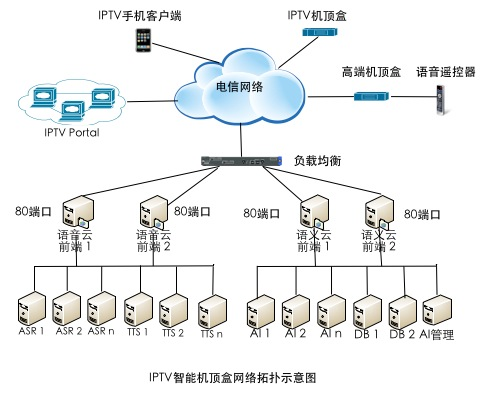 IPTV手机客户端
IPTV机顶盒
电信网络
高端机顶盒
语音遥控器
IPTV Portal
负载均衡
80端口
80端口
80端口
80端口
语音云
前端 1
语音云
前端 2
语义云
前端 1
语义云
前端 2
ASR 1
ASR 2
ASR n
TTS 1
TTS 2
TTS n
AI 1
AI 2
AI n
DB 1
DB 2
AI管理
IPTV智能机顶盒网络拓扑示意图